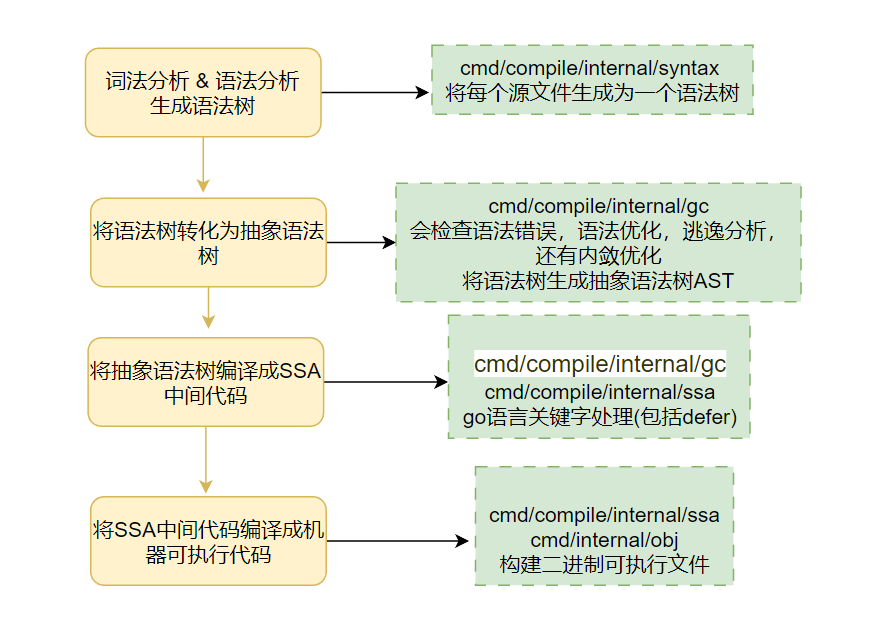 词法分析 & 语法分析
生成语法树
cmd/compile/internal/syntax
将每个源文件生成为一个语法树
将语法树转化为抽象语法
树
cmd/compile/internal/gc
会检查语法错误，语法优化，逃逸分析，
还有内敛优化
将语法树生成抽象语法树AST
将抽象语法树编译成SSA
中间代码
cmd/compile/internal/gc
cmd/compile/internal/ssa
go语言关键字处理(包括defer)
将SSA中间代码编译成机
器可执行代码
cmd/compile/internal/ssa
cmd/internal/obj
构建二进制可执行文件